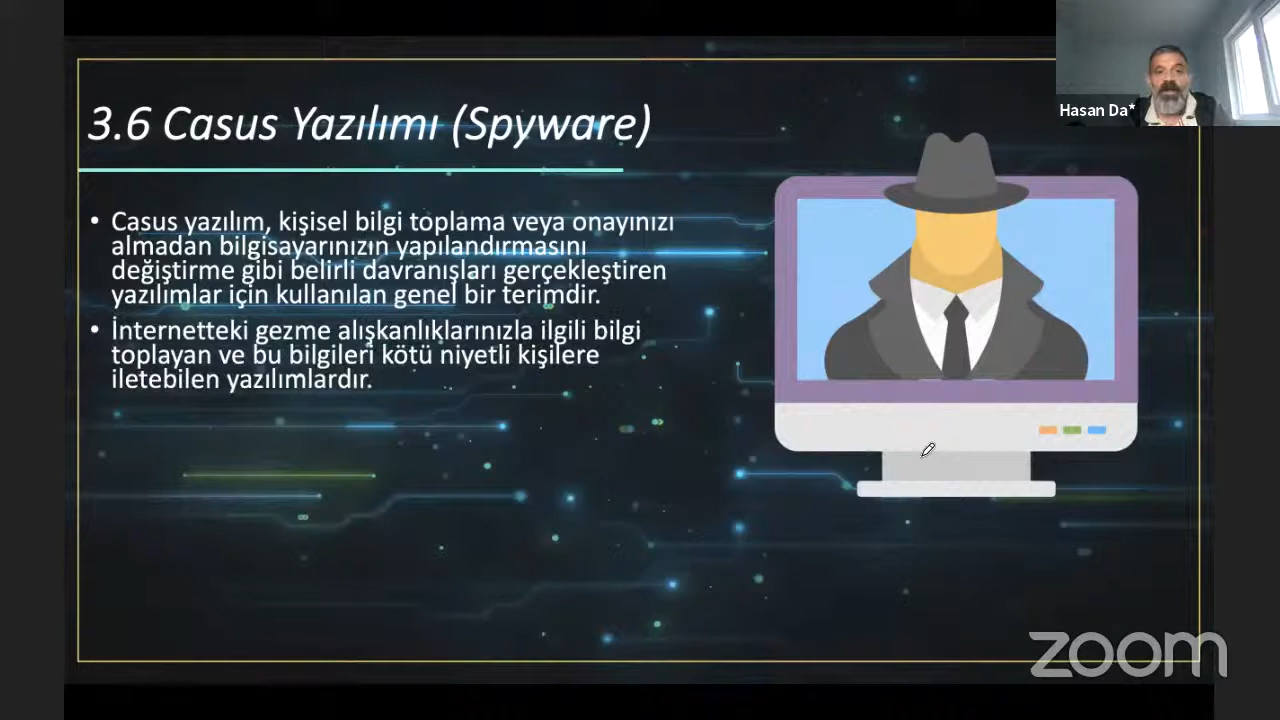 Hasan Da*
3.6 Casus Yazılımı (Spyware)
• Casus yazılım, kişisel bilgi toplama veya onayınızı
almadan bilgisayarınızın yapılandırmasını
değiştirme gibi belirli davranışları gerçekleştiren
yazılımlar için kullanılan genel bir terimdir.
• İnternetteki gezme alışkanlıklarınızla ilgili bilgi
toplayan ve bu bilgileri kötü niyetli kişilere
iletebilen yazılımlardır.
zoom